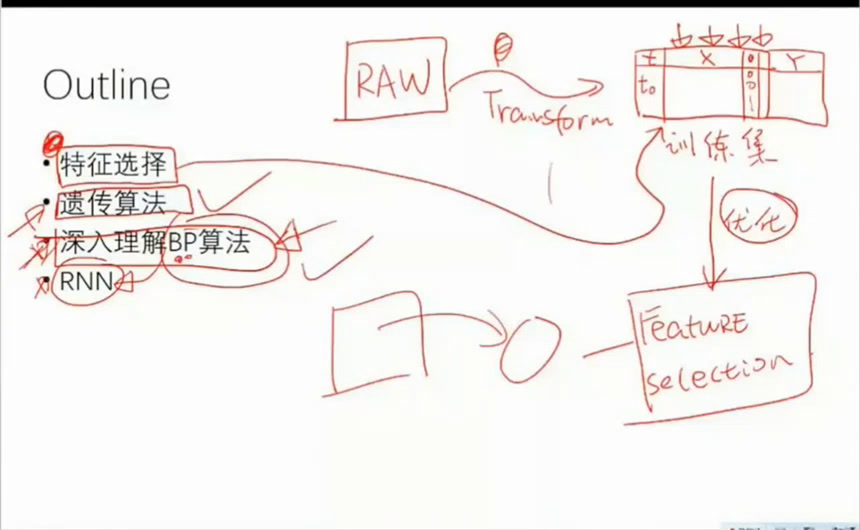 Outline
• 特征选择
• 遗传算法
• 深入理解BP算法
• RNN
RAW
Transform
t X Y
t₀
训练集
优化
Feature
selection